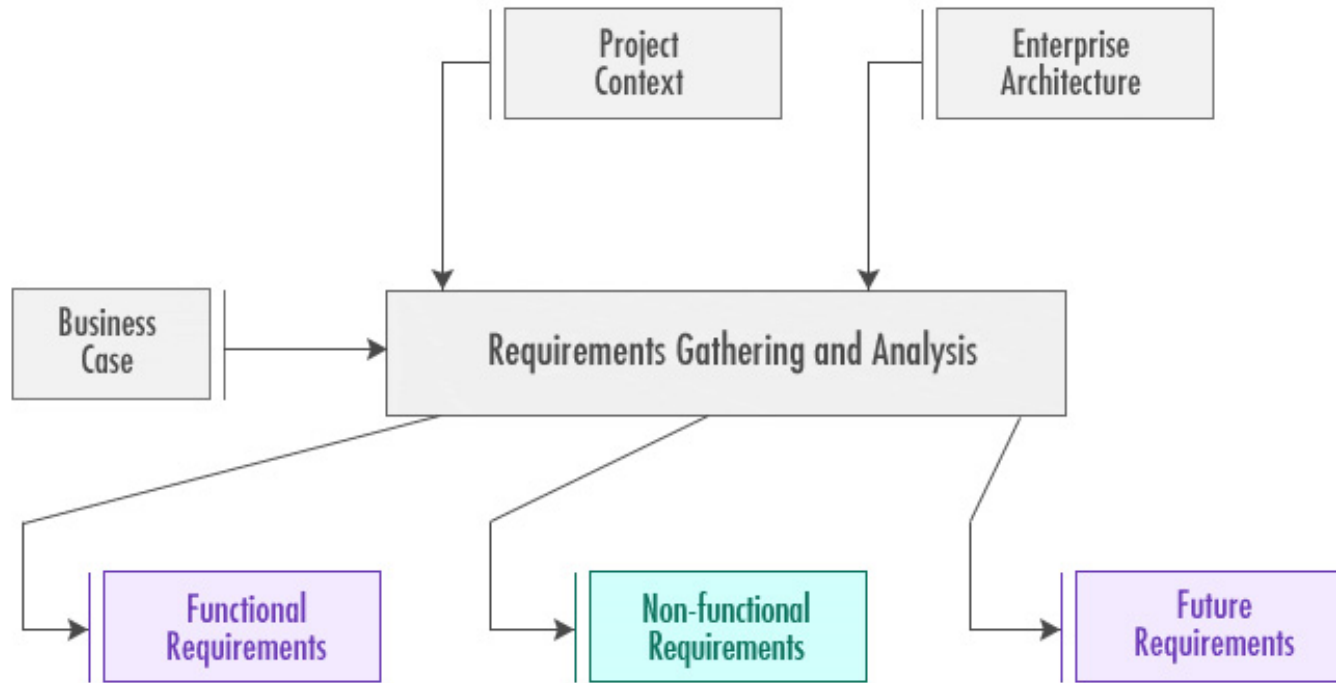 Project
Context
Enterprise
Architecture
Business
Case
Requirements Gathering and Analysis
Functional
Requirements
Non-functional
Requirements
Future
Requirements